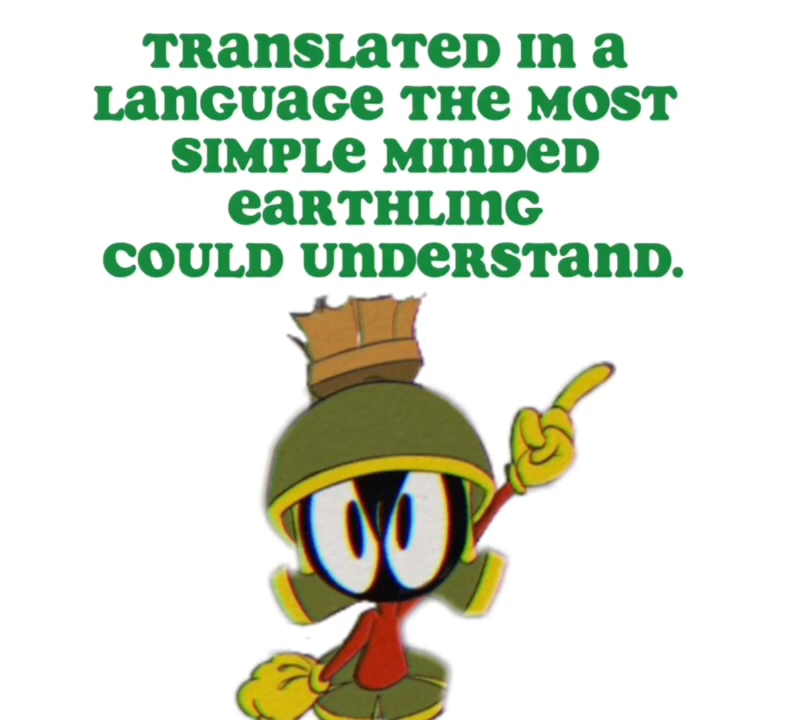 TRANSLATED IN A
LANGUAGE THE MOST
SIMPLE MINDED
EARTHLING
COULD UNDERSTAND.